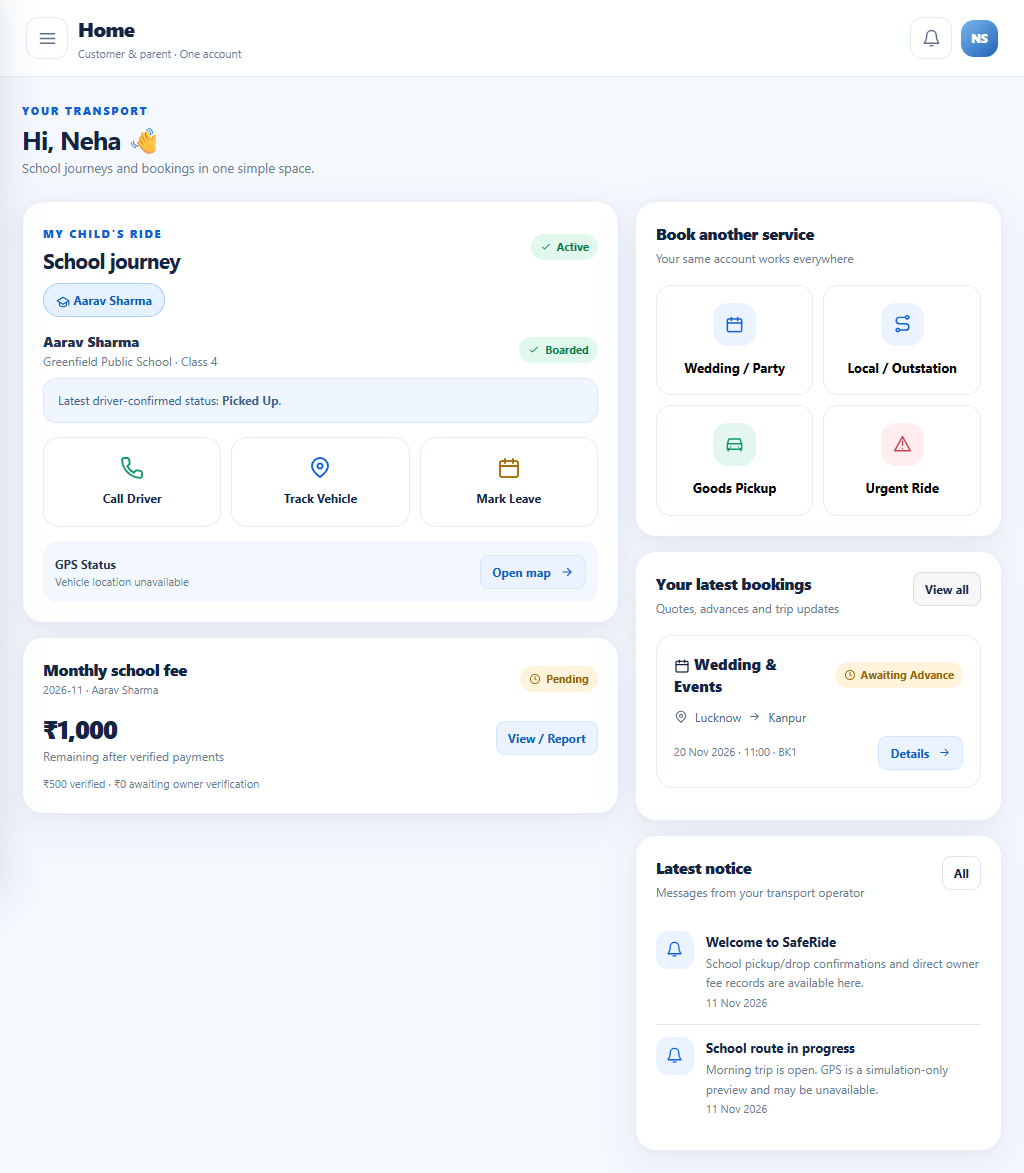 Home
Customer & parent · One account
NS
YOUR TRANSPORT
Hi, Neha 👋
School journeys and bookings in one simple space.
MY CHILD'S RIDE
School journey
Active
Aarav Sharma
Aarav Sharma
Greenfield Public School · Class 4
Boarded
Latest driver-confirmed status: Picked Up.
Call Driver
Track Vehicle
Mark Leave
GPS Status
Vehicle location unavailable
Open map →
Monthly school fee
2026-11 · Aarav Sharma
Pending
₹1,000
Remaining after verified payments
View / Report
₹500 verified · ₹0 awaiting owner verification
Book another service
Your same account works everywhere
Wedding / Party
Local / Outstation
Goods Pickup
Urgent Ride
Your latest bookings
Quotes, advances and trip updates
View all
Wedding &
Events
Awaiting Advance
Lucknow → Kanpur
20 Nov 2026 · 11:00 · BK1
Details →
Latest notice
Messages from your transport operator
All
Welcome to SafeRide
School pickup/drop confirmations and direct owner
fee records are available here.
11 Nov 2026
School route in progress
Morning trip is open. GPS is a simulation-only
preview and may be unavailable.
11 Nov 2026